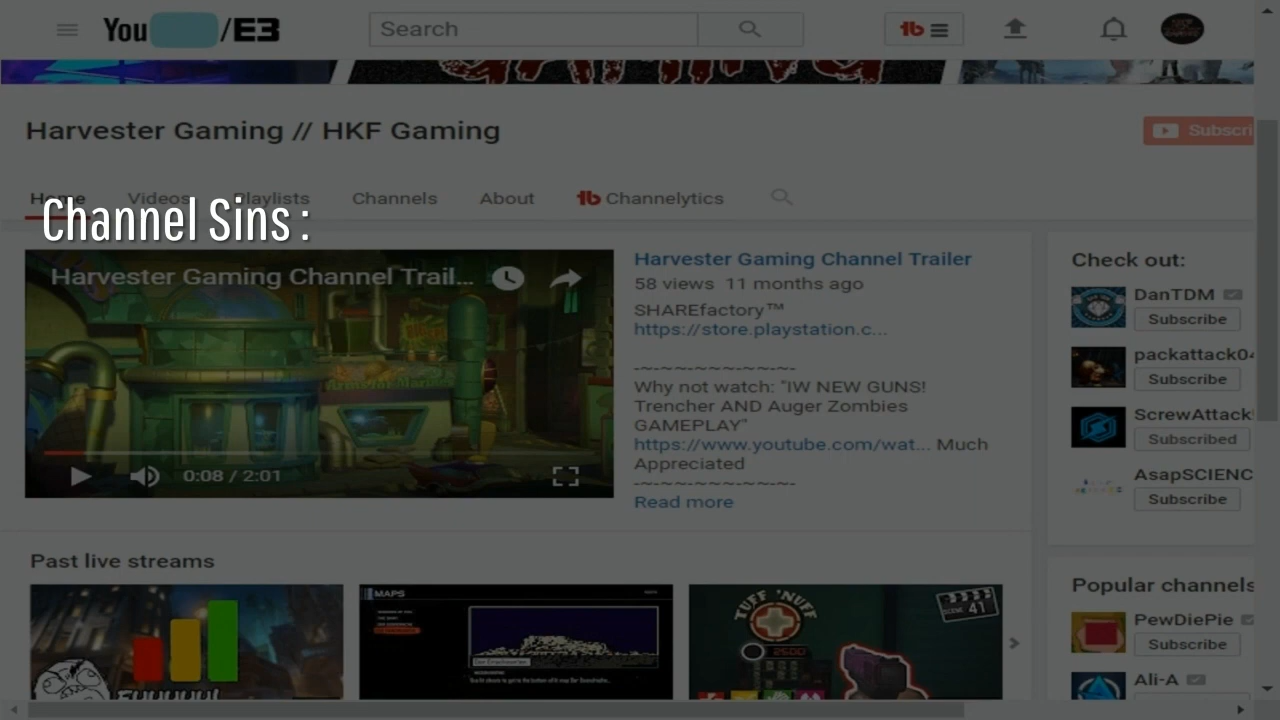 You /E3
Search
GAMING
Harvester Gaming // HKF Gaming
Subscri
Home Videos Playlists Channels About Channelytics
Channel Sins :
Harvester Gaming Channel Trail...
0:08 / 2:01
Harvester Gaming Channel Trailer
58 views 11 months ago
SHAREfactory™
https://store.playstation.c...
-~-~~-~~~-~~-~-
Why not watch: "IW NEW GUNS!
Trencher AND Auger Zombies
GAMEPLAY"
https://www.youtube.com/wat... Much
Appreciated
-~-~~-~~~-~~-~-
Read more
Check out:
DanTDM
Subscribe
packattack04
Subscribe
ScrewAttack
Subscribed
AsapSCIENC
Subscribe
Past live streams
MAPS
TUFF 'NUFF
2500
SCENE 41
Popular channels
PewDiePie
Subscribe
Ali-A